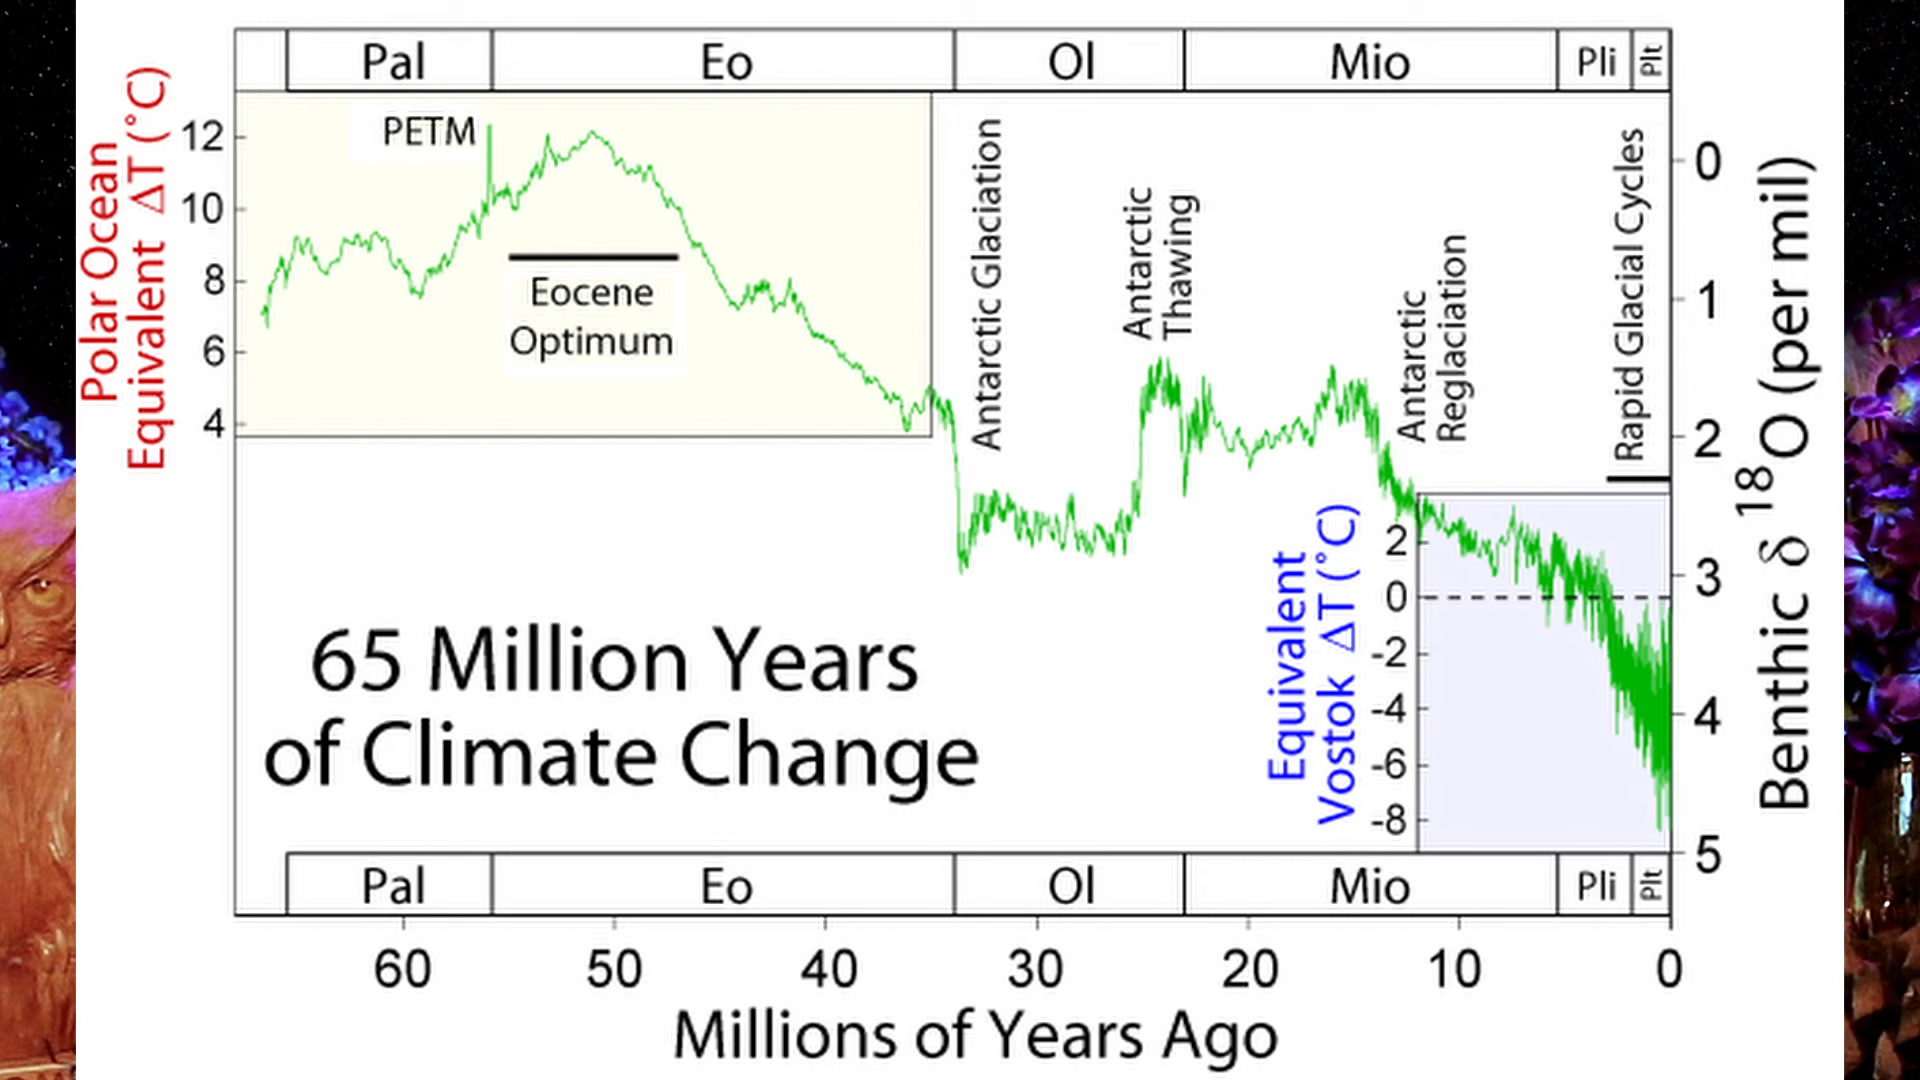 Pal Eo Ol Mio Pli Plt
Polar Ocean
Equivalent ΔT (°C)
12
10
8
6
4
PETM
Eocene
Optimum
Antarctic Glaciation
Antarctic
Thawing
Antarctic
Reglaciation
Rapid Glacial Cycles
0
1
2
3
4
5
Benthic δ 18O (per mil)
Equivalent
Vostok ΔT (°C)
2
0
-2
-4
-6
-8
65 Million Years
of Climate Change
Pal Eo Ol Mio Pli Plt
60 50 40 30 20 10 0
Millions of Years Ago